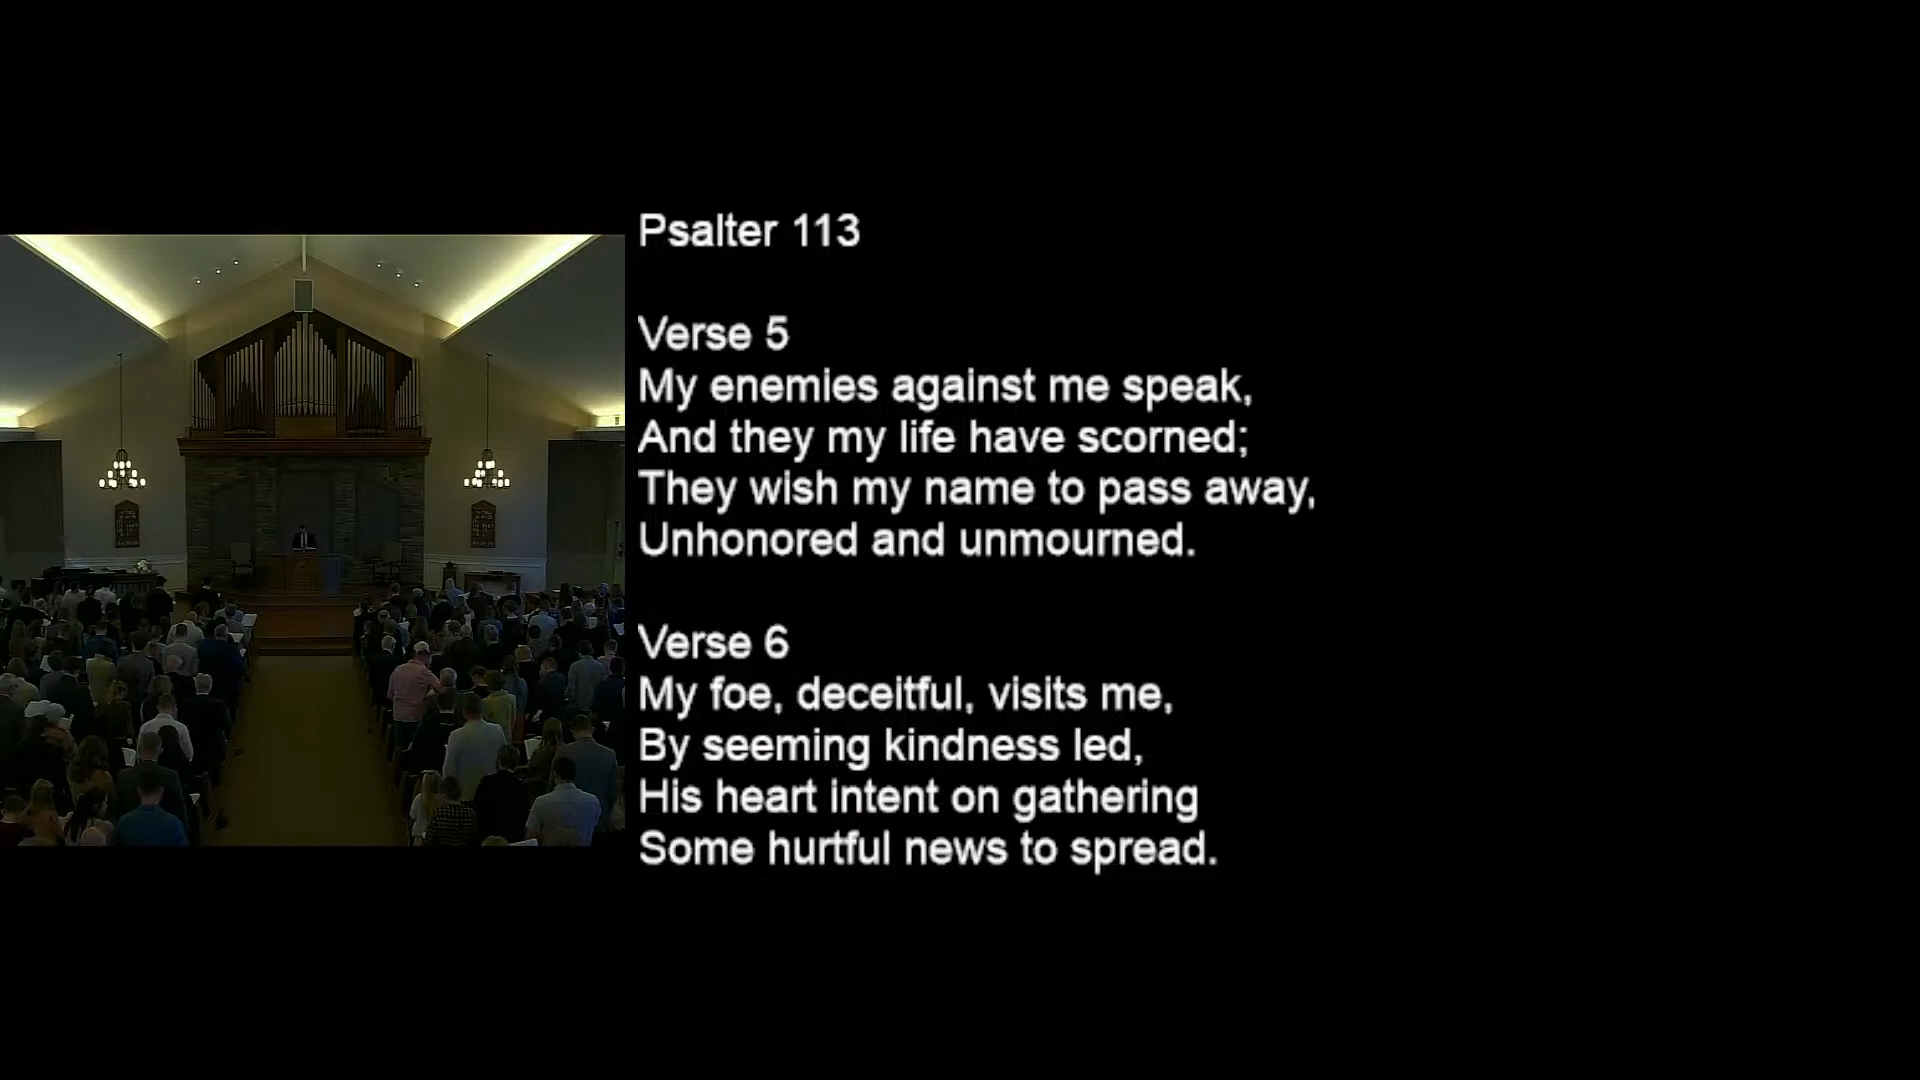 Psalter 113
Verse 5
My enemies against me speak,
And they my life have scorned;
They wish my name to pass away,
Unhonored and unmourned.
Verse 6
My foe, deceitful, visits me,
By seeming kindness led,
His heart intent on gathering
Some hurtful news to spread.